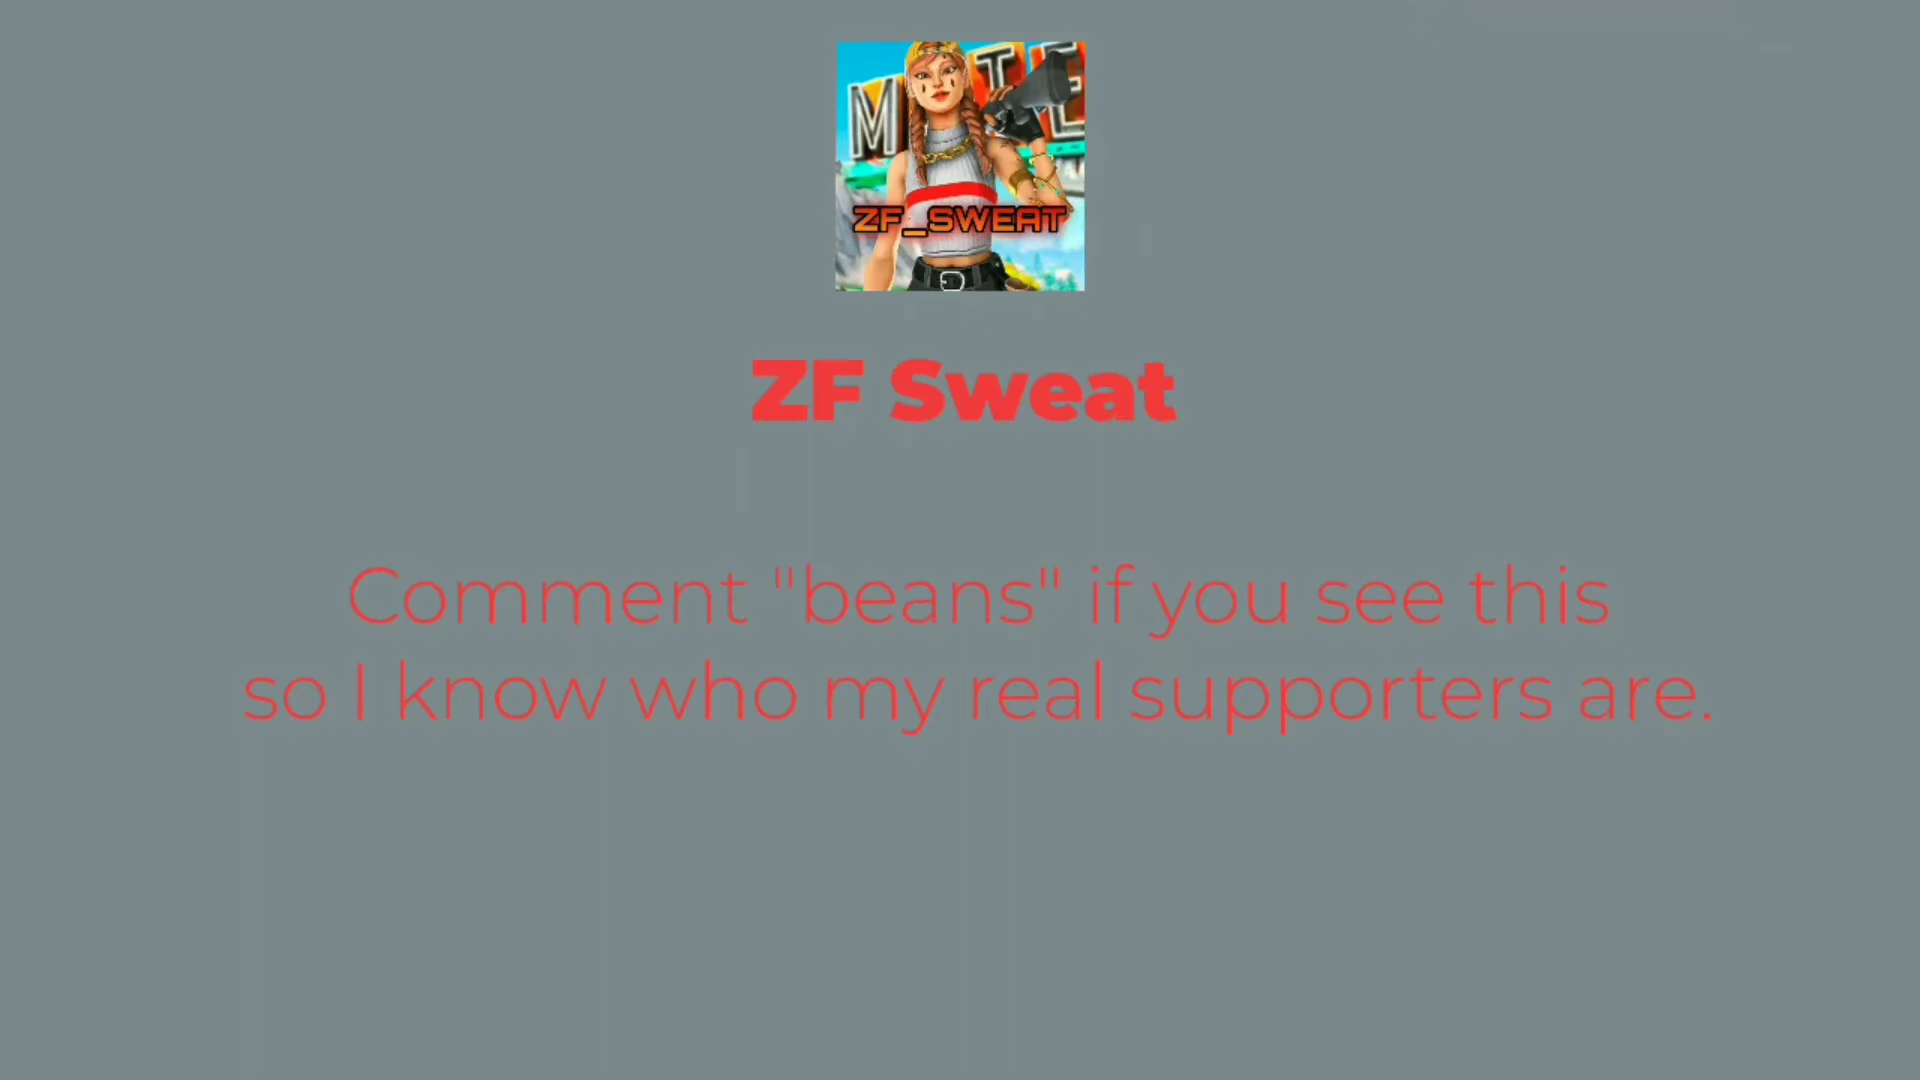 ZF_SWEAT
ZF Sweat
Comment "beans" if you see this
so I know who my real supporters are.